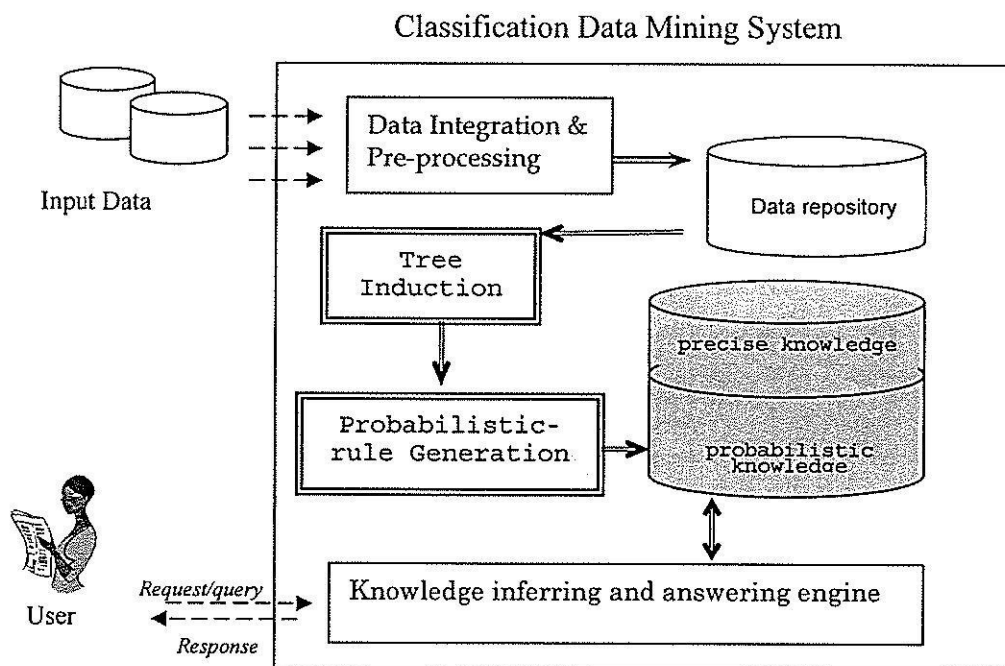 Classification Data Mining System
Data Integration &
Pre-processing
Input Data
Data repository
Tree
Induction
precise knowledge
Probabilistic-
rule Generation
probabilistic
knowledge
Request/query
Knowledge inferring and answering engine
User
Response